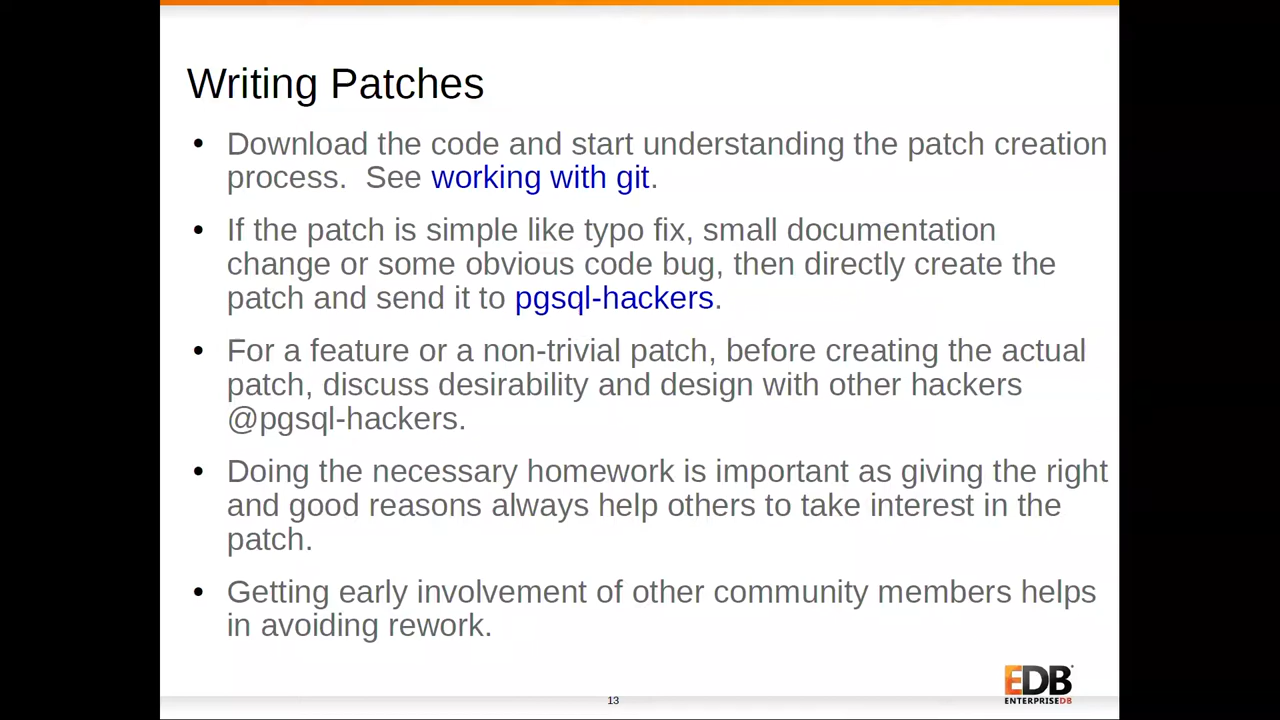 Writing Patches
• Download the code and start understanding the patch creation
process.  See working with git.
• If the patch is simple like typo fix, small documentation
change or some obvious code bug, then directly create the
patch and send it to pgsql-hackers.
• For a feature or a non-trivial patch, before creating the actual
patch, discuss desirability and design with other hackers
@pgsql-hackers.
• Doing the necessary homework is important as giving the right
and good reasons always help others to take interest in the
patch.
• Getting early involvement of other community members helps
in avoiding rework.
EDB
ENTERPRISEDB
13